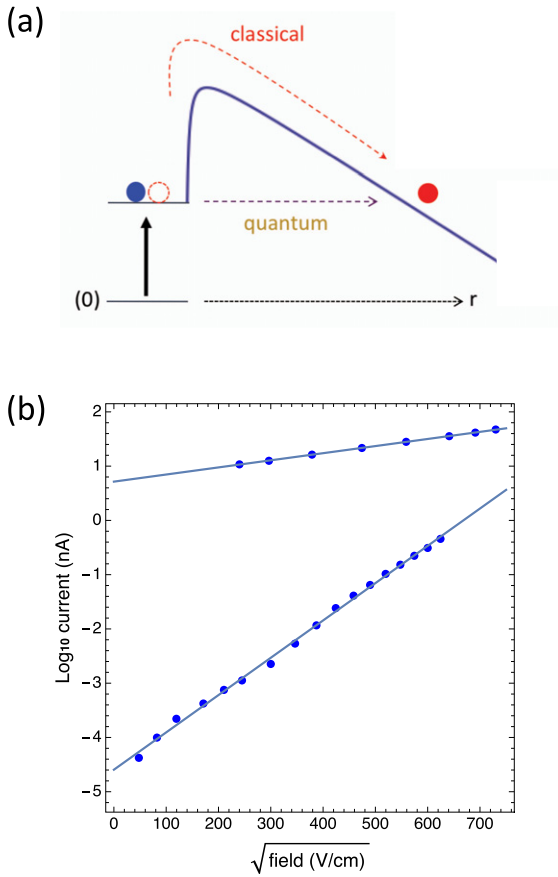 (a)
classical
quantum
(0)
r
(b)
2
1
0
−1
−2
−3
−4
−5
Log₁₀ current (nA)
0 100 200 300 400 500 600 700
√field (V/cm)